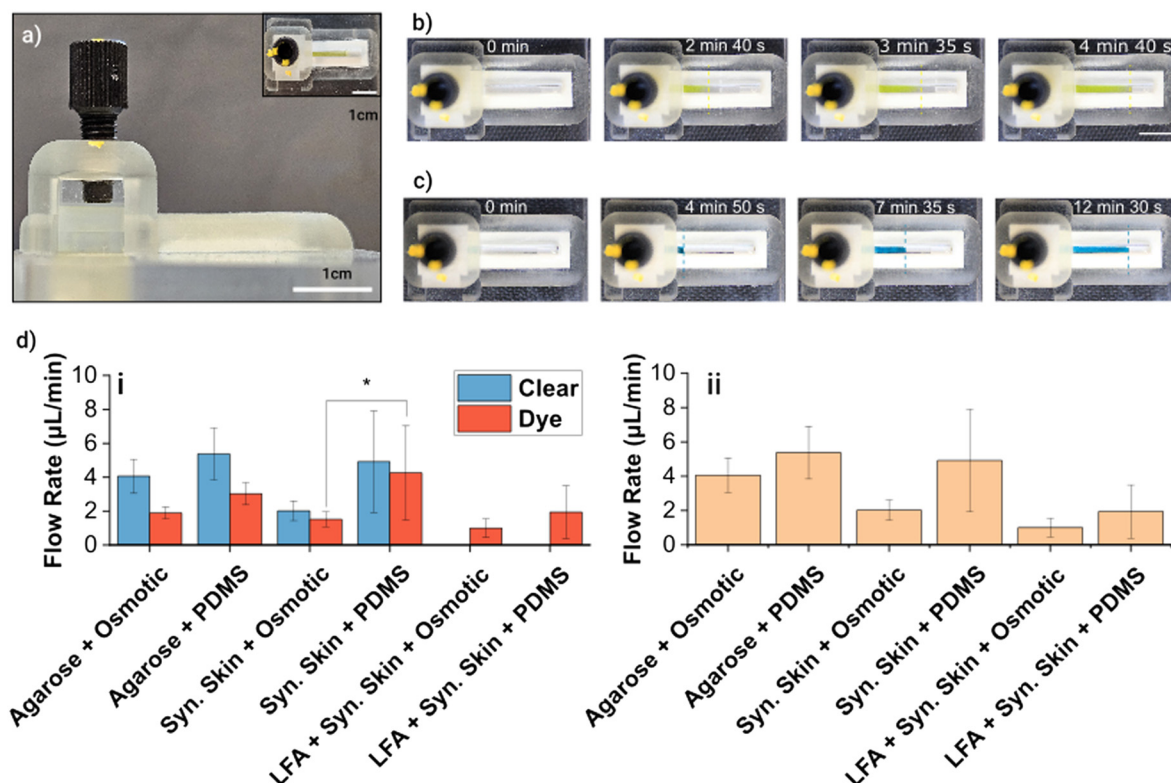 a)
1cm
1cm
b)
0 min
2 min 40 s
3 min 35 s
4 min 40 s
c)
0 min
4 min 50 s
7 min 35 s
12 min 30 s
d)
i
Flow Rate (µL/min)
10
8
6
4
2
0
*
Clear
Dye
Agarose + Osmotic
Agarose + PDMS
Syn. Skin + Osmotic
Syn. Skin + PDMS
LFA + Syn. Skin + Osmotic
LFA + Syn. Skin + PDMS
ii
Flow Rate (µL/min)
10
8
6
4
2
0
Agarose + Osmotic
Agarose + PDMS
Syn. Skin + Osmotic
Syn. Skin + PDMS
LFA + Syn. Skin + Osmotic
LFA + Syn. Skin + PDMS